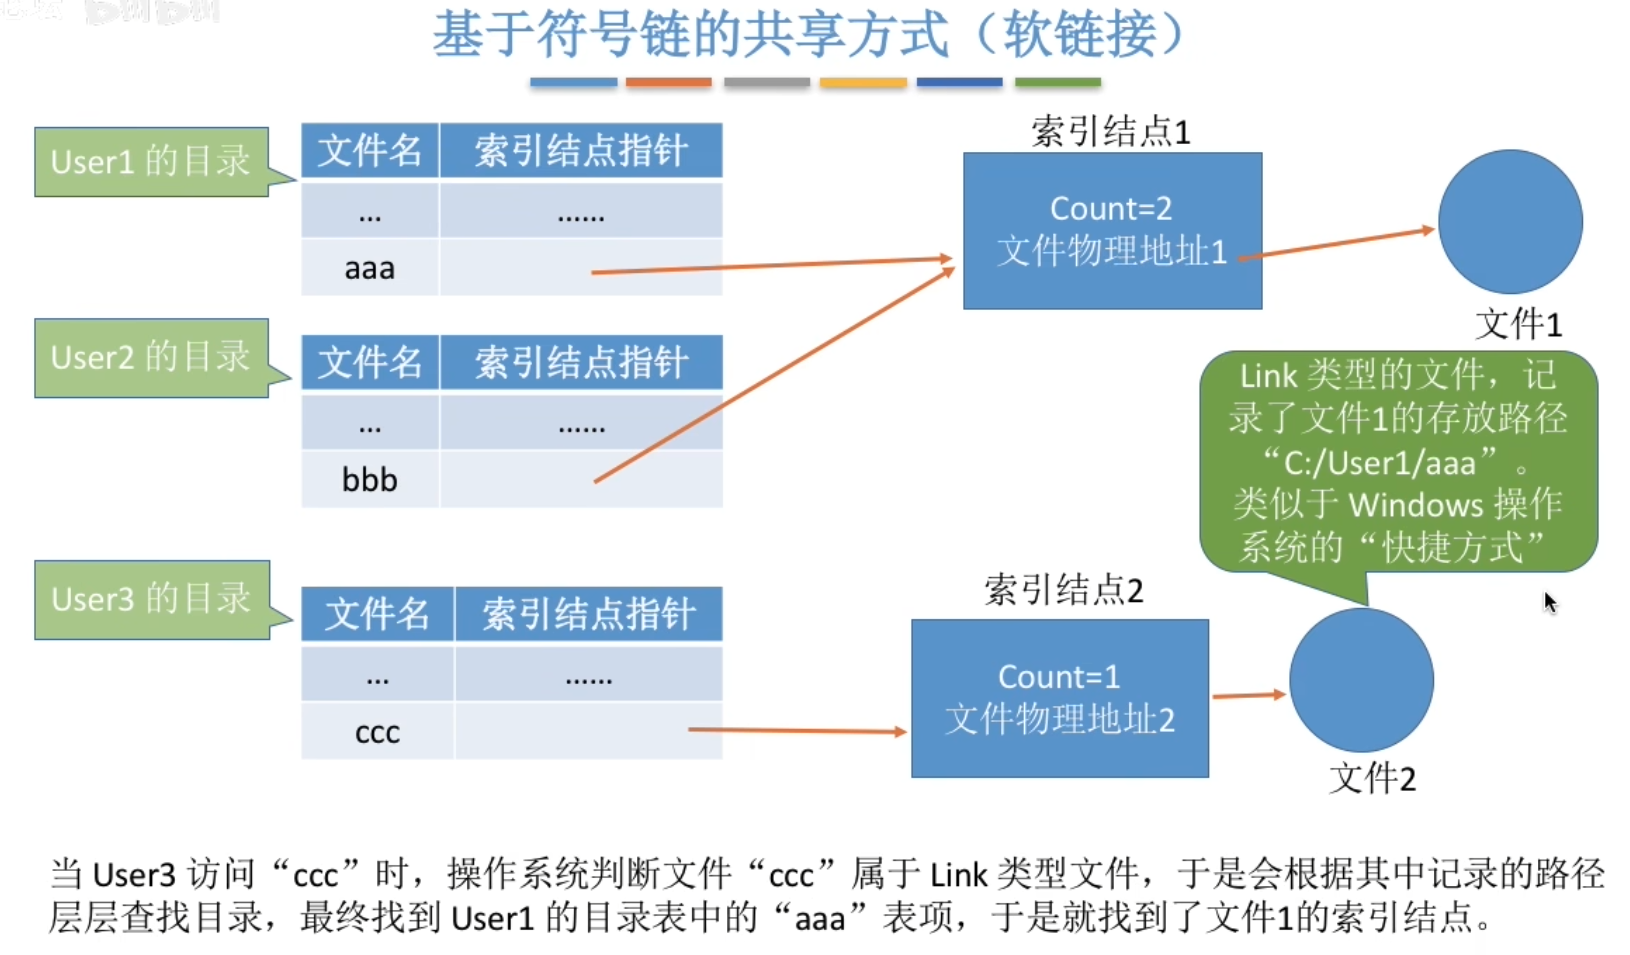 基于符号链的共享方式（软链接）
User1 的目录
文件名 索引结点指针
... ......
aaa
索引结点1
Count=2
文件物理地址1
文件1
User2 的目录
文件名 索引结点指针
... ......
bbb
Link 类型的文件，记
录了文件1的存放路径
“C:/User1/aaa”。
类似于 Windows 操作
系统的“快捷方式”
User3 的目录
文件名 索引结点指针
... ......
ccc
索引结点2
Count=1
文件物理地址2
文件2
当 User3 访问“ccc”时，操作系统判断文件“ccc”属于 Link 类型文件，于是会根据其中记录的路径
层层查找目录，最终找到 User1 的目录表中的“aaa”表项，于是就找到了文件1的索引结点。